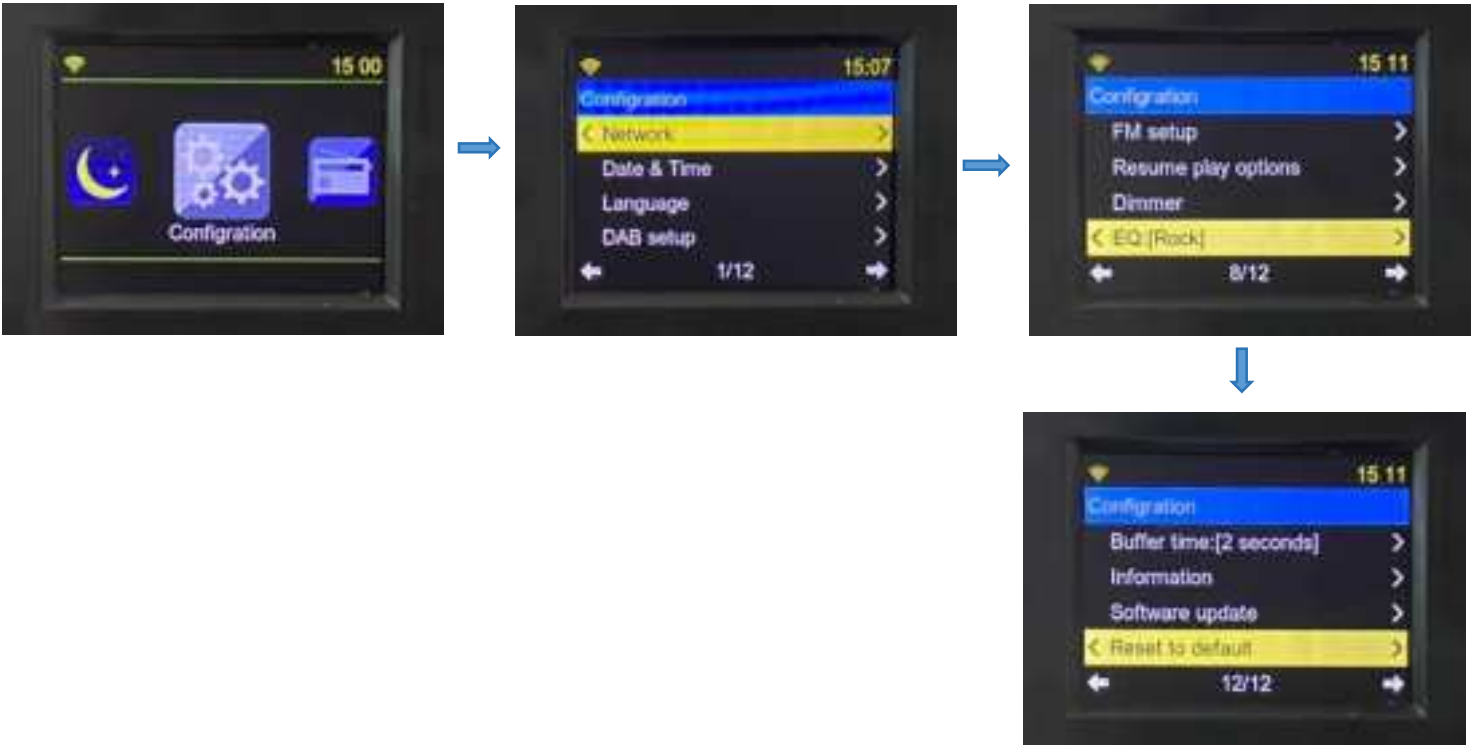 15 00
Configration
15:07
Configration
< Network >
Date & Time >
Language >
DAB setup >
1/12
15 11
Configration
FM setup >
Resume play options >
Dimmer >
< EQ:[Rock] >
8/12
15 11
Configration
Buffer time:[2 seconds] >
Information >
Software update >
< Reset to default >
12/12